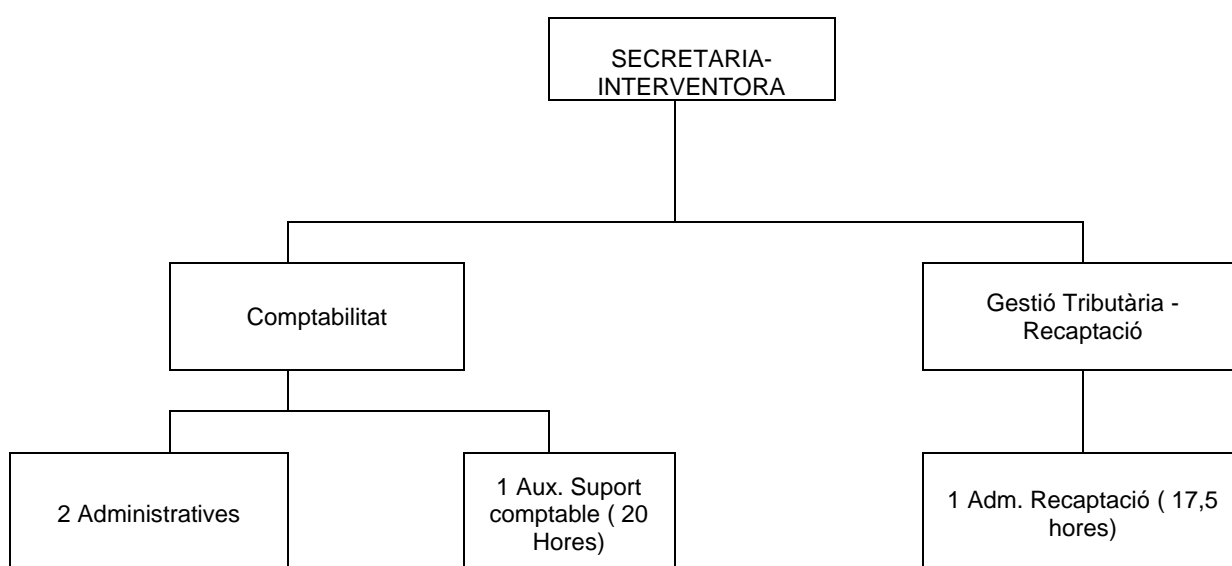 SECRETARIA-
INTERVENTORA
Comptabilitat
Gestió Tributària -
Recaptació
2 Administratives
1 Aux. Suport
comptable ( 20
Hores)
1 Adm. Recaptació ( 17,5
hores)